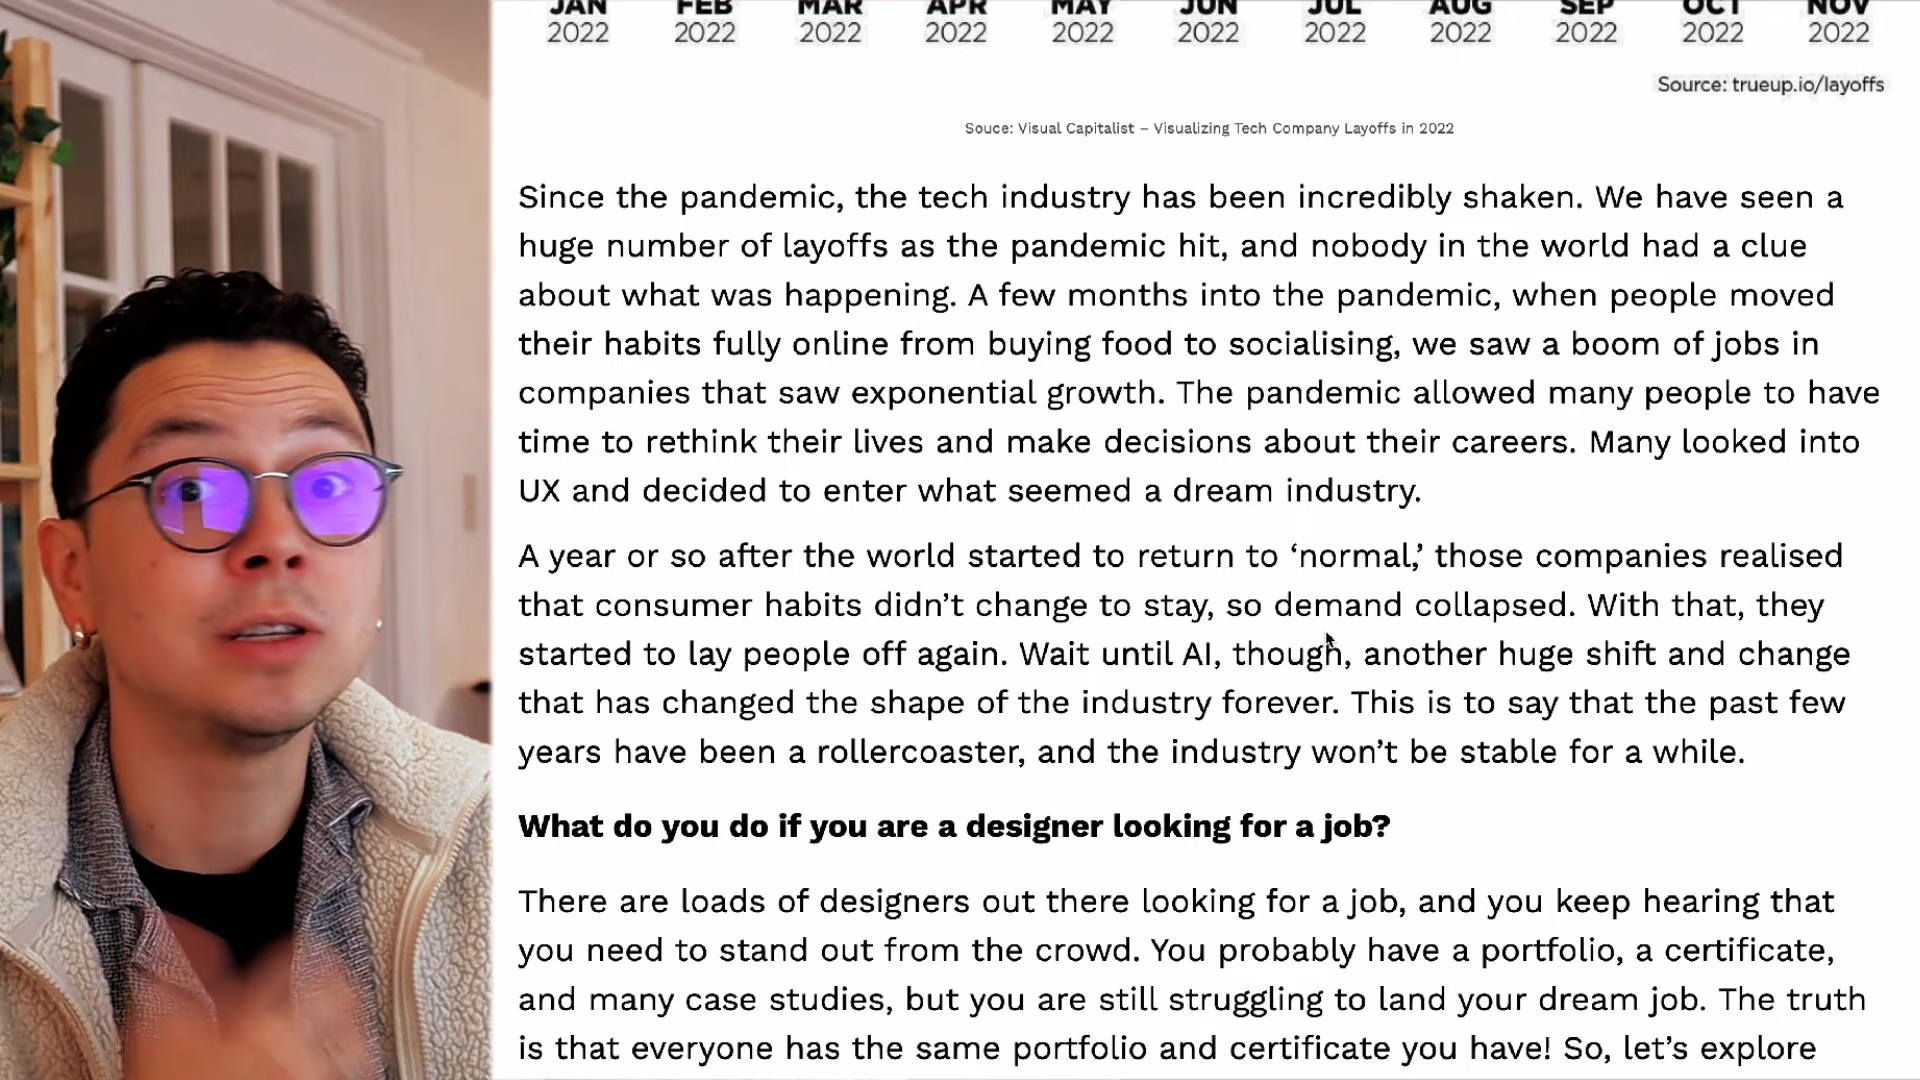 JAN FEB MAR APR MAY JUN JUL AUG SEP OCT NOV
2022 2022 2022 2022 2022 2022 2022 2022 2022 2022 2022
Source: trueup.io/layoffs
Souce: Visual Capitalist – Visualizing Tech Company Layoffs in 2022
Since the pandemic, the tech industry has been incredibly shaken. We have seen a
huge number of layoffs as the pandemic hit, and nobody in the world had a clue
about what was happening. A few months into the pandemic, when people moved
their habits fully online from buying food to socialising, we saw a boom of jobs in
companies that saw exponential growth. The pandemic allowed many people to have
time to rethink their lives and make decisions about their careers. Many looked into
UX and decided to enter what seemed a dream industry.
A year or so after the world started to return to ‘normal,’ those companies realised
that consumer habits didn’t change to stay, so demand collapsed. With that, they
started to lay people off again. Wait until AI, though, another huge shift and change
that has changed the shape of the industry forever. This is to say that the past few
years have been a rollercoaster, and the industry won’t be stable for a while.
What do you do if you are a designer looking for a job?
There are loads of designers out there looking for a job, and you keep hearing that
you need to stand out from the crowd. You probably have a portfolio, a certificate,
and many case studies, but you are still struggling to land your dream job. The truth
is that everyone has the same portfolio and certificate you have! So, let’s explore